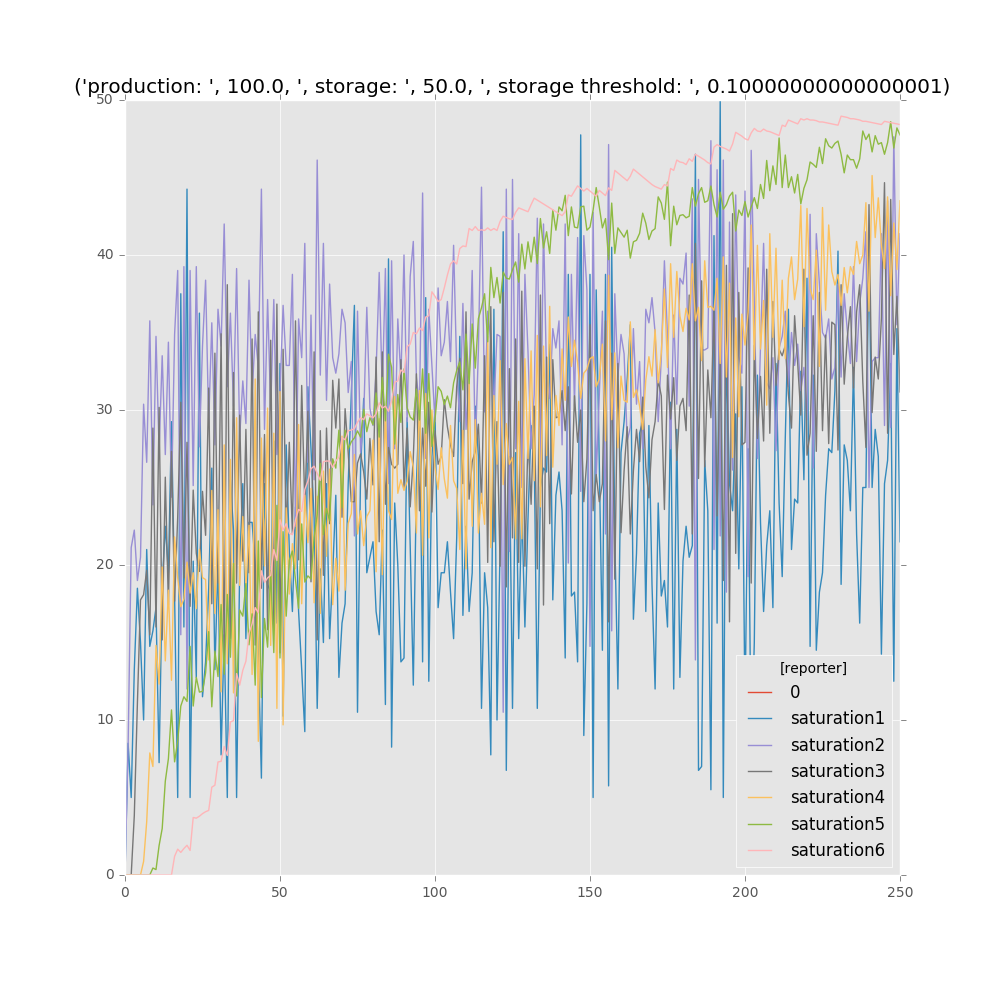 ('production: ', 100.0, ', storage: ', 50.0, ', storage threshold: ', 0.10000000000000001)
50
40
30
20
10
0
0 50 100 150 200 250
[reporter]
0
saturation1
saturation2
saturation3
saturation4
saturation5
saturation6